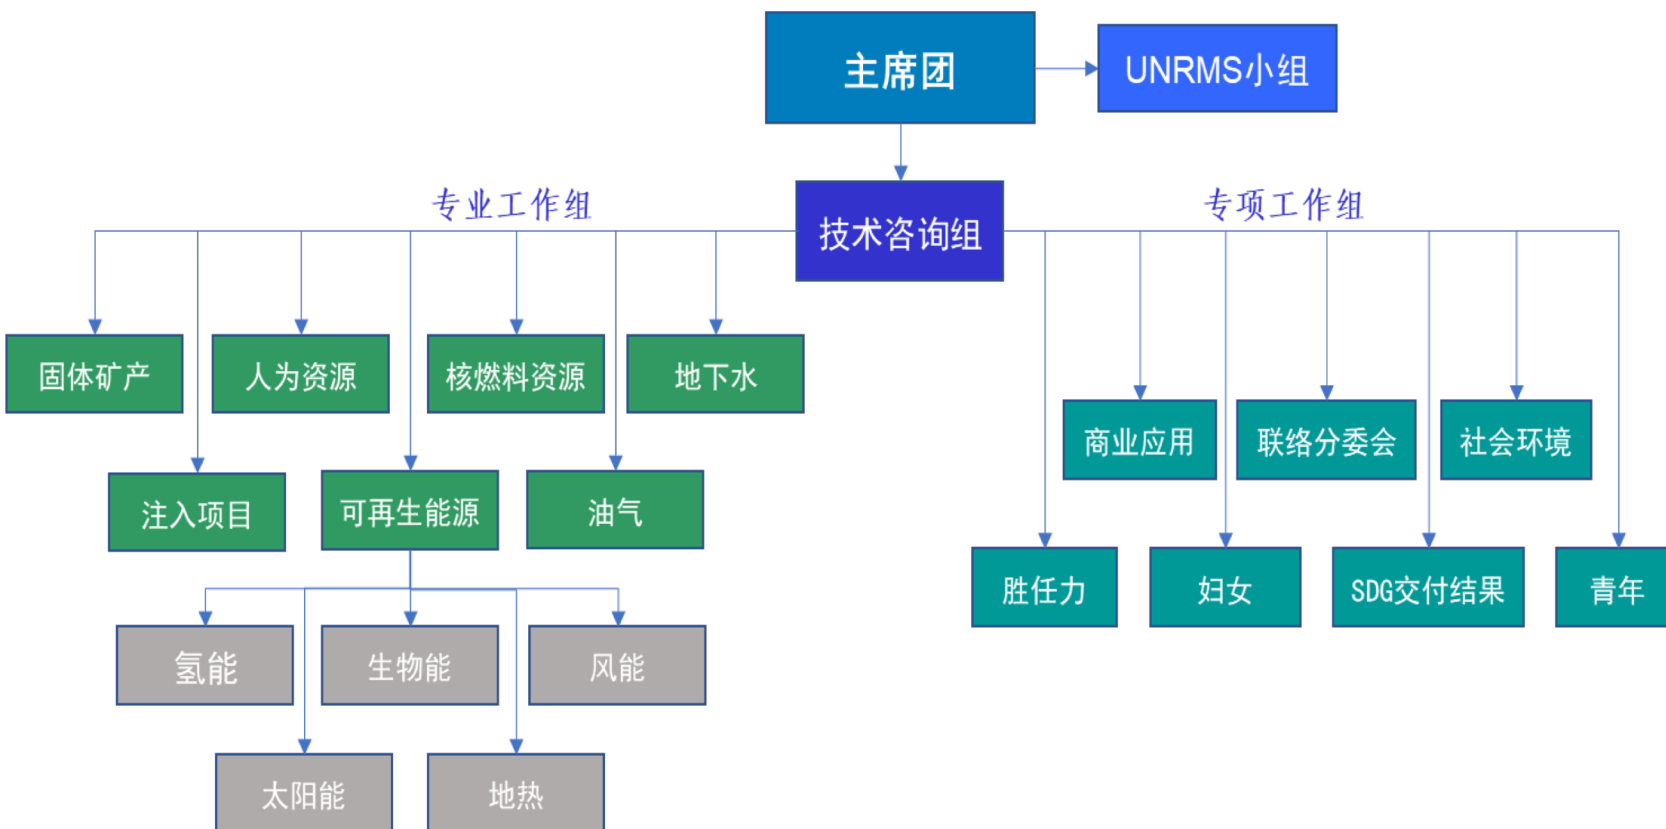 主席团
UNRMS小组
专业工作组
技术咨询组
专项工作组
固体矿产
人为资源
核燃料资源
地下水
商业应用
联络分委会
社会环境
注入项目
可再生能源
油气
胜任力
妇女
SDG交付结果
青年
氢能
生物能
风能
太阳能
地热